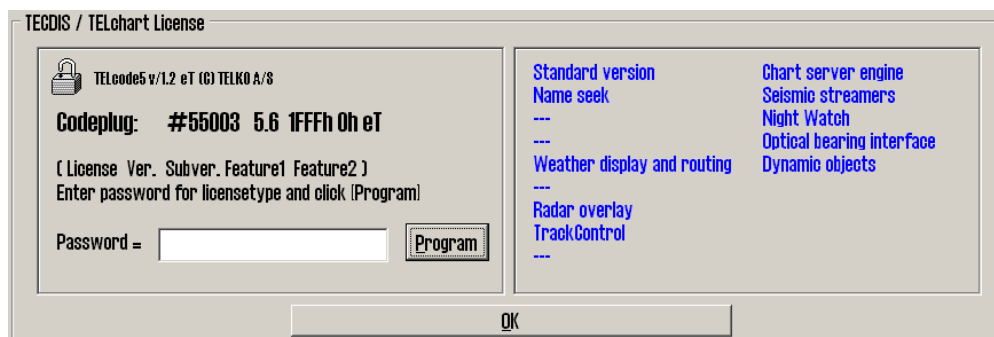 TECDIS / TELchart License
TELcode5 v/1.2 eT (C) TELKO A/S
Codeplug: #55003 5.6 1FFFh 0h eT
( License Ver. Subver. Feature1 Feature2 )
Enter password for licensetype and click [Program]
Password =
Program
Standard version
Name seek
---
---
Weather display and routing
---
Radar overlay
TrackControl
---
Chart server engine
Seismic streamers
Night Watch
Optical bearing interface
Dynamic objects
OK